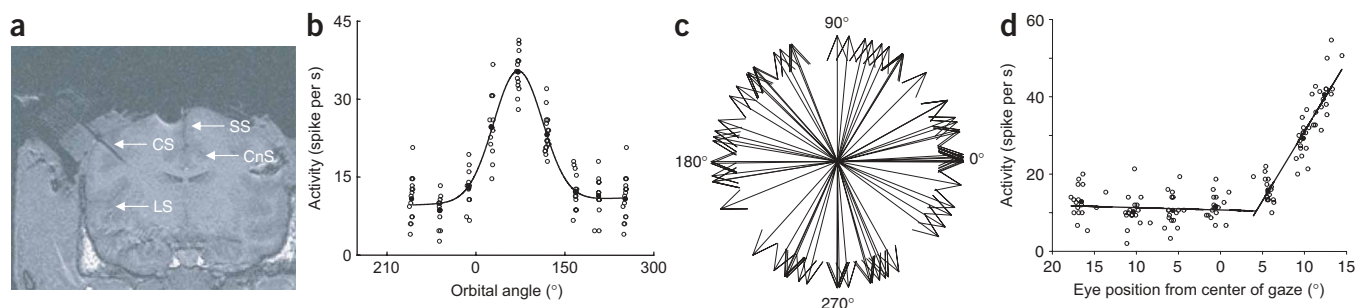 a
SS
CS
CnS
LS
b
Activity (spike per s)
45
30
15
0
210
0
150
300
Orbital angle (°)
c
90°
180°
0°
270°
d
Activity (spike per s)
60
40
20
0
20
15
10
5
0
5
10
15
Eye position from center of gaze (°)